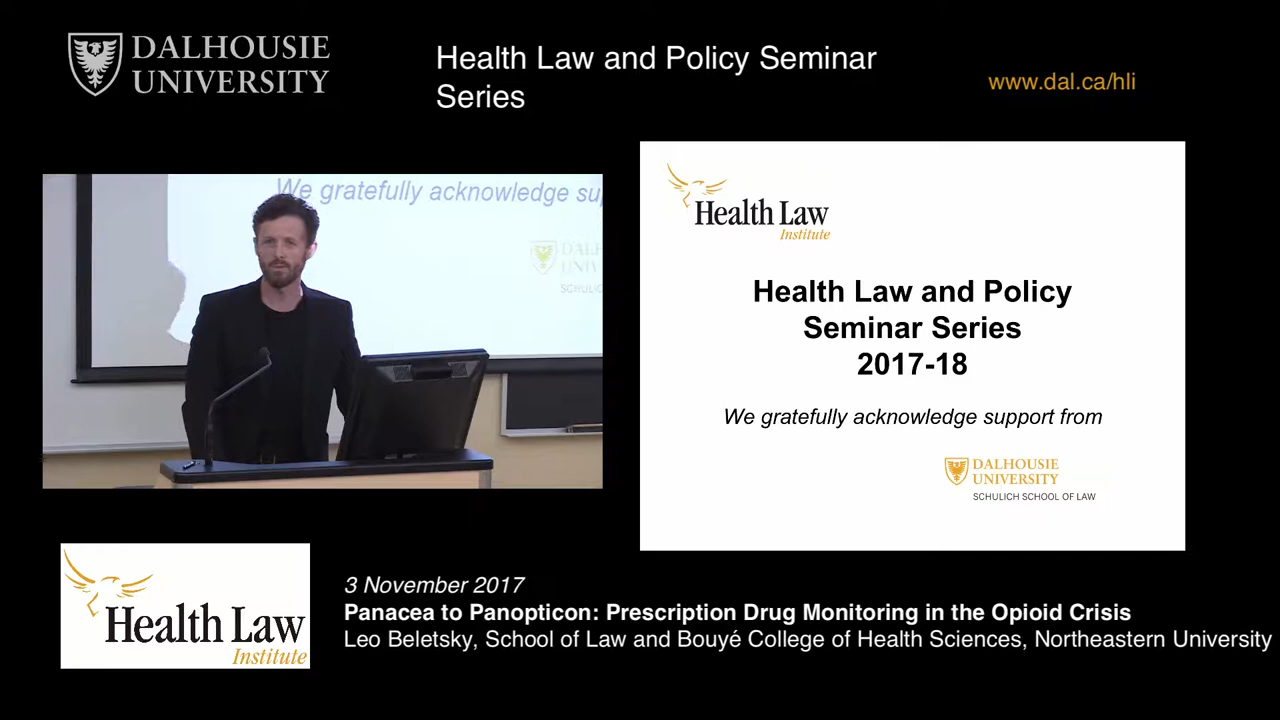 DALHOUSIE
UNIVERSITY
Health Law and Policy Seminar
Series
www.dal.ca/hli
We gratefully acknowledge su
DALH
UNIV
SCHULIC
Health Law
Institute
Health Law and Policy
Seminar Series
2017-18
We gratefully acknowledge support from
DALHOUSIE
UNIVERSITY
SCHULICH SCHOOL OF LAW
Health Law
Institute
3 November 2017
Panacea to Panopticon: Prescription Drug Monitoring in the Opioid Crisis
Leo Beletsky, School of Law and Bouyé College of Health Sciences, Northeastern University